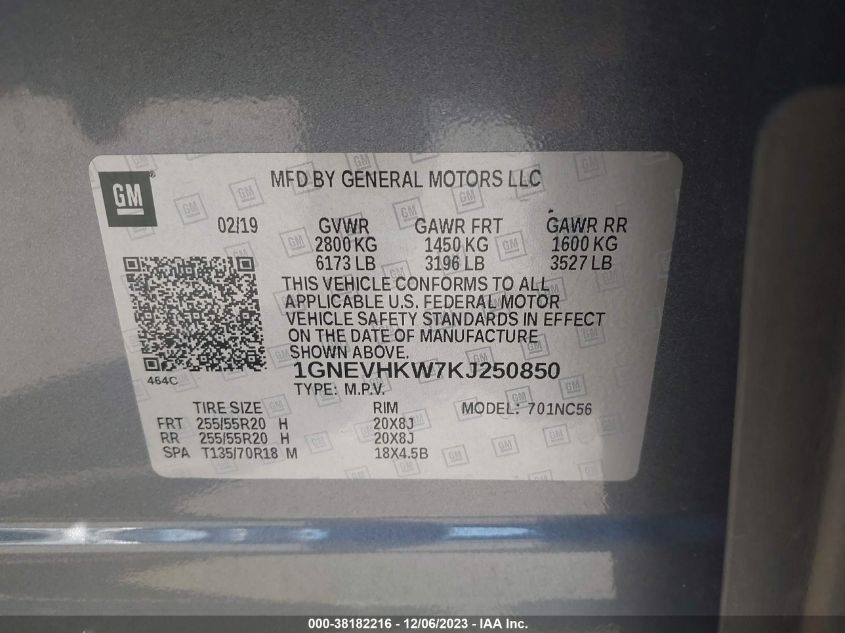 GM
MFD BY GENERAL MOTORS LLC
02/19 GVWR GAWR FRT GAWR RR
2800 KG 1450 KG 1600 KG
6173 LB 3196 LB 3527 LB
THIS VEHICLE CONFORMS TO ALL
APPLICABLE U.S. FEDERAL MOTOR
VEHICLE SAFETY STANDARDS IN EFFECT
ON THE DATE OF MANUFACTURE
SHOWN ABOVE.
464C
1GNEVHKW7KJ250850
TYPE: M.P.V.
TIRE SIZE RIM MODEL: 701NC56
FRT 255/55R20 H 20X8J
RR 255/55R20 H 20X8J
SPA T135/70R18 M 18X4.5B
000-38182216 - 12/06/2023 - IAA Inc.